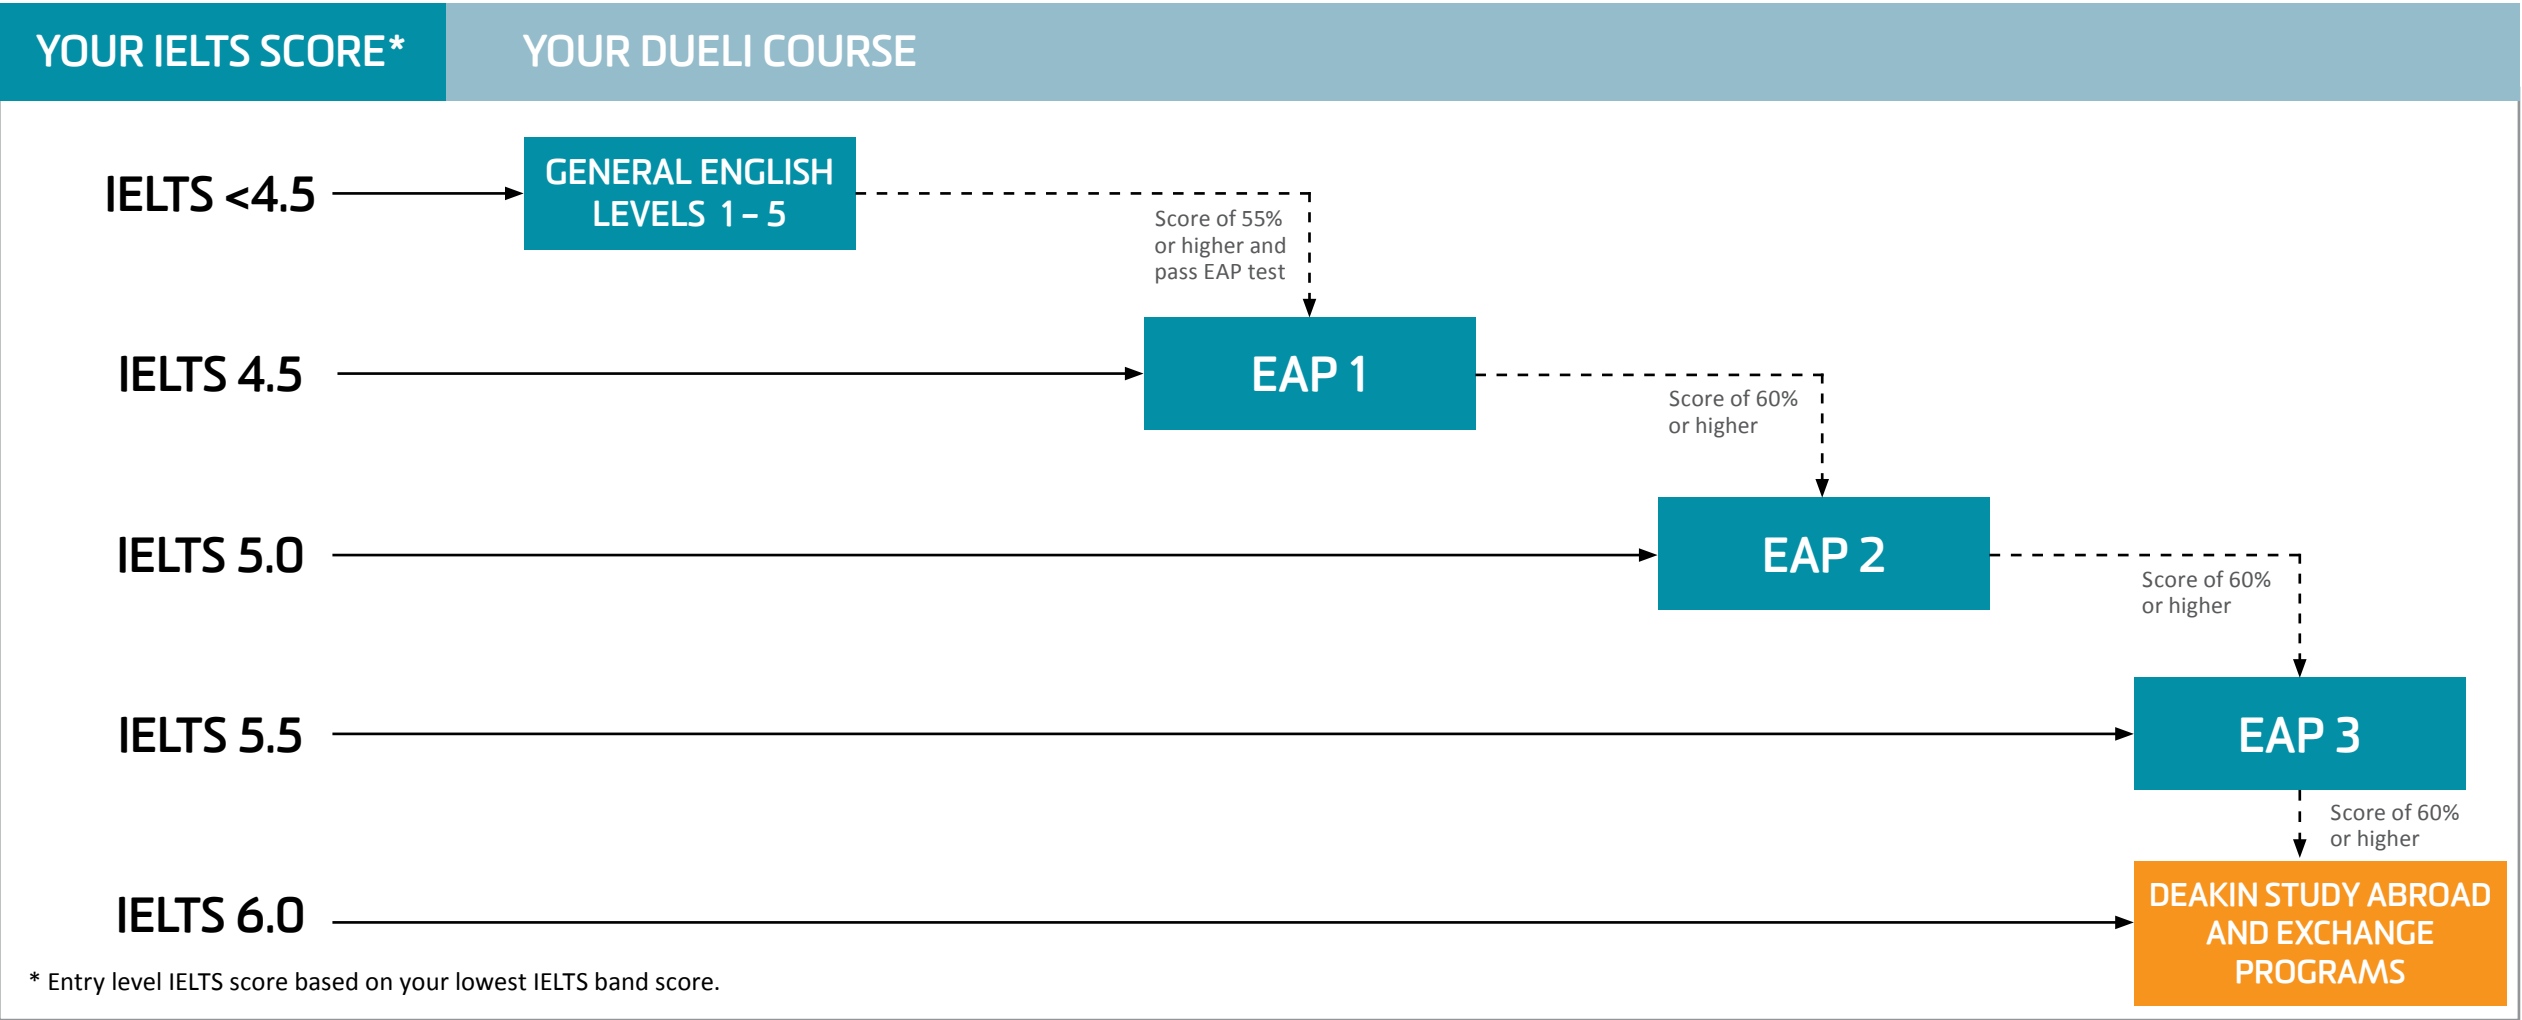 YOUR IELTS SCORE*
YOUR DUELI COURSE
IELTS <4.5
GENERAL ENGLISH
LEVELS 1 – 5
Score of 55%
or higher and
pass EAP test
IELTS 4.5
EAP 1
Score of 60%
or higher
IELTS 5.0
EAP 2
Score of 60%
or higher
IELTS 5.5
EAP 3
Score of 60%
or higher
IELTS 6.0
DEAKIN STUDY ABROAD
AND EXCHANGE
PROGRAMS
* Entry level IELTS score based on your lowest IELTS band score.